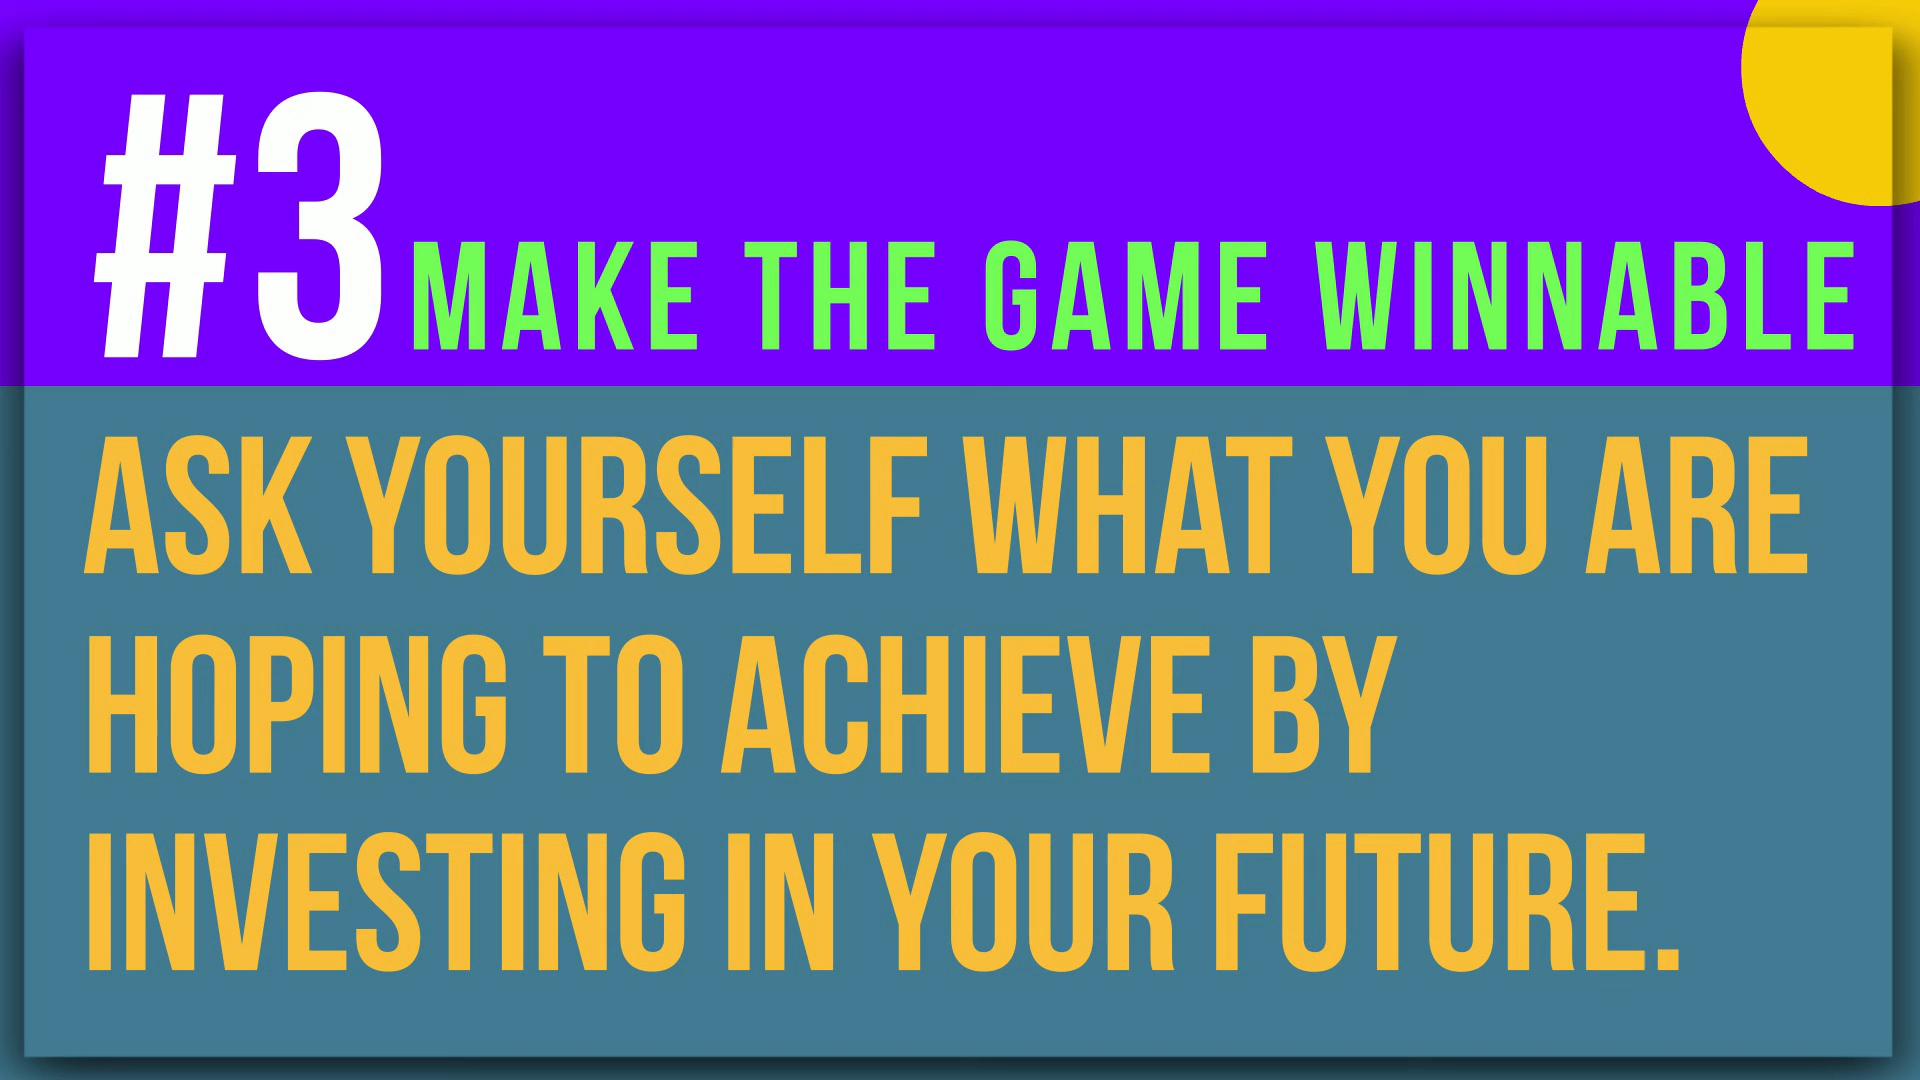 #3 MAKE THE GAME WINNABLE
ASK YOURSELF WHAT YOU ARE
HOPING TO ACHIEVE BY
INVESTING IN YOUR FUTURE.